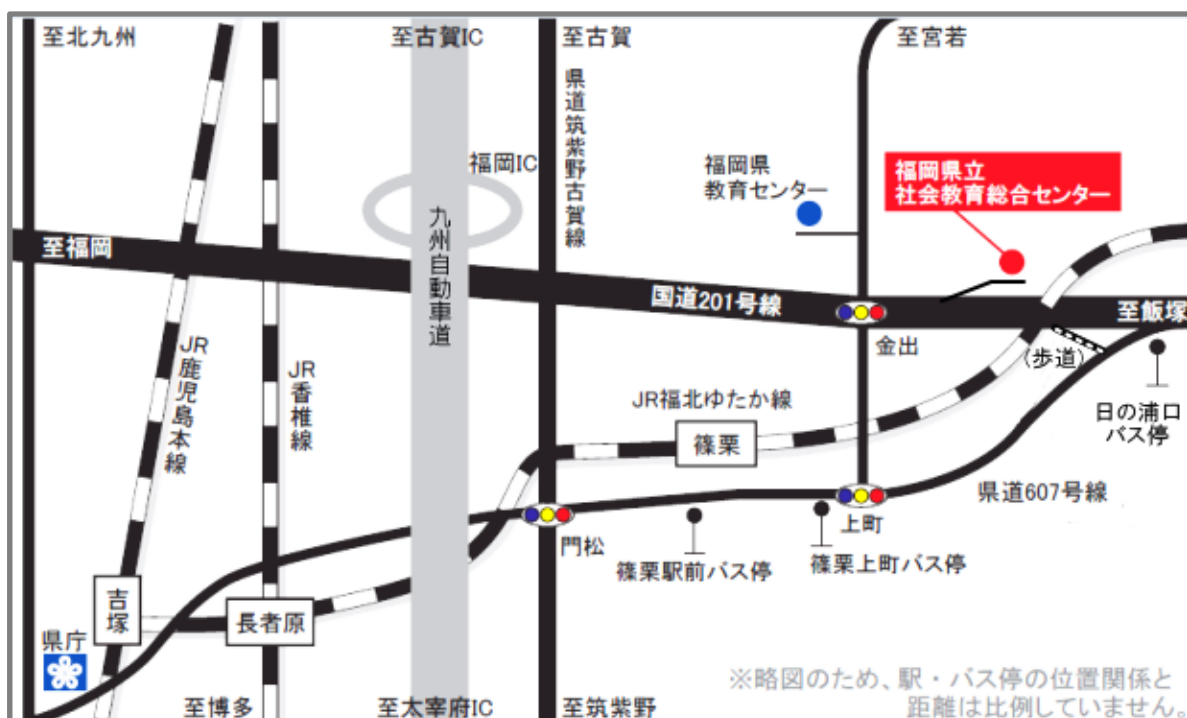 至北九州
至古賀IC
至古賀
至宮若
県道筑紫野古賀線
福岡IC
福岡県
教育センター
福岡県立
社会教育総合センター
九州自動車道
至福岡
国道201号線
至飯塚
金出
(歩道)
JR鹿児島本線
JR香椎線
JR福北ゆたか線
日の浦口
バス停
篠栗
県道607号線
門松
上町
篠栗駅前バス停
篠栗上町バス停
吉塚
長者原
県庁
至博多
至太宰府IC
至筑紫野
※略図のため、駅・バス停の位置関係と
距離は比例していません。